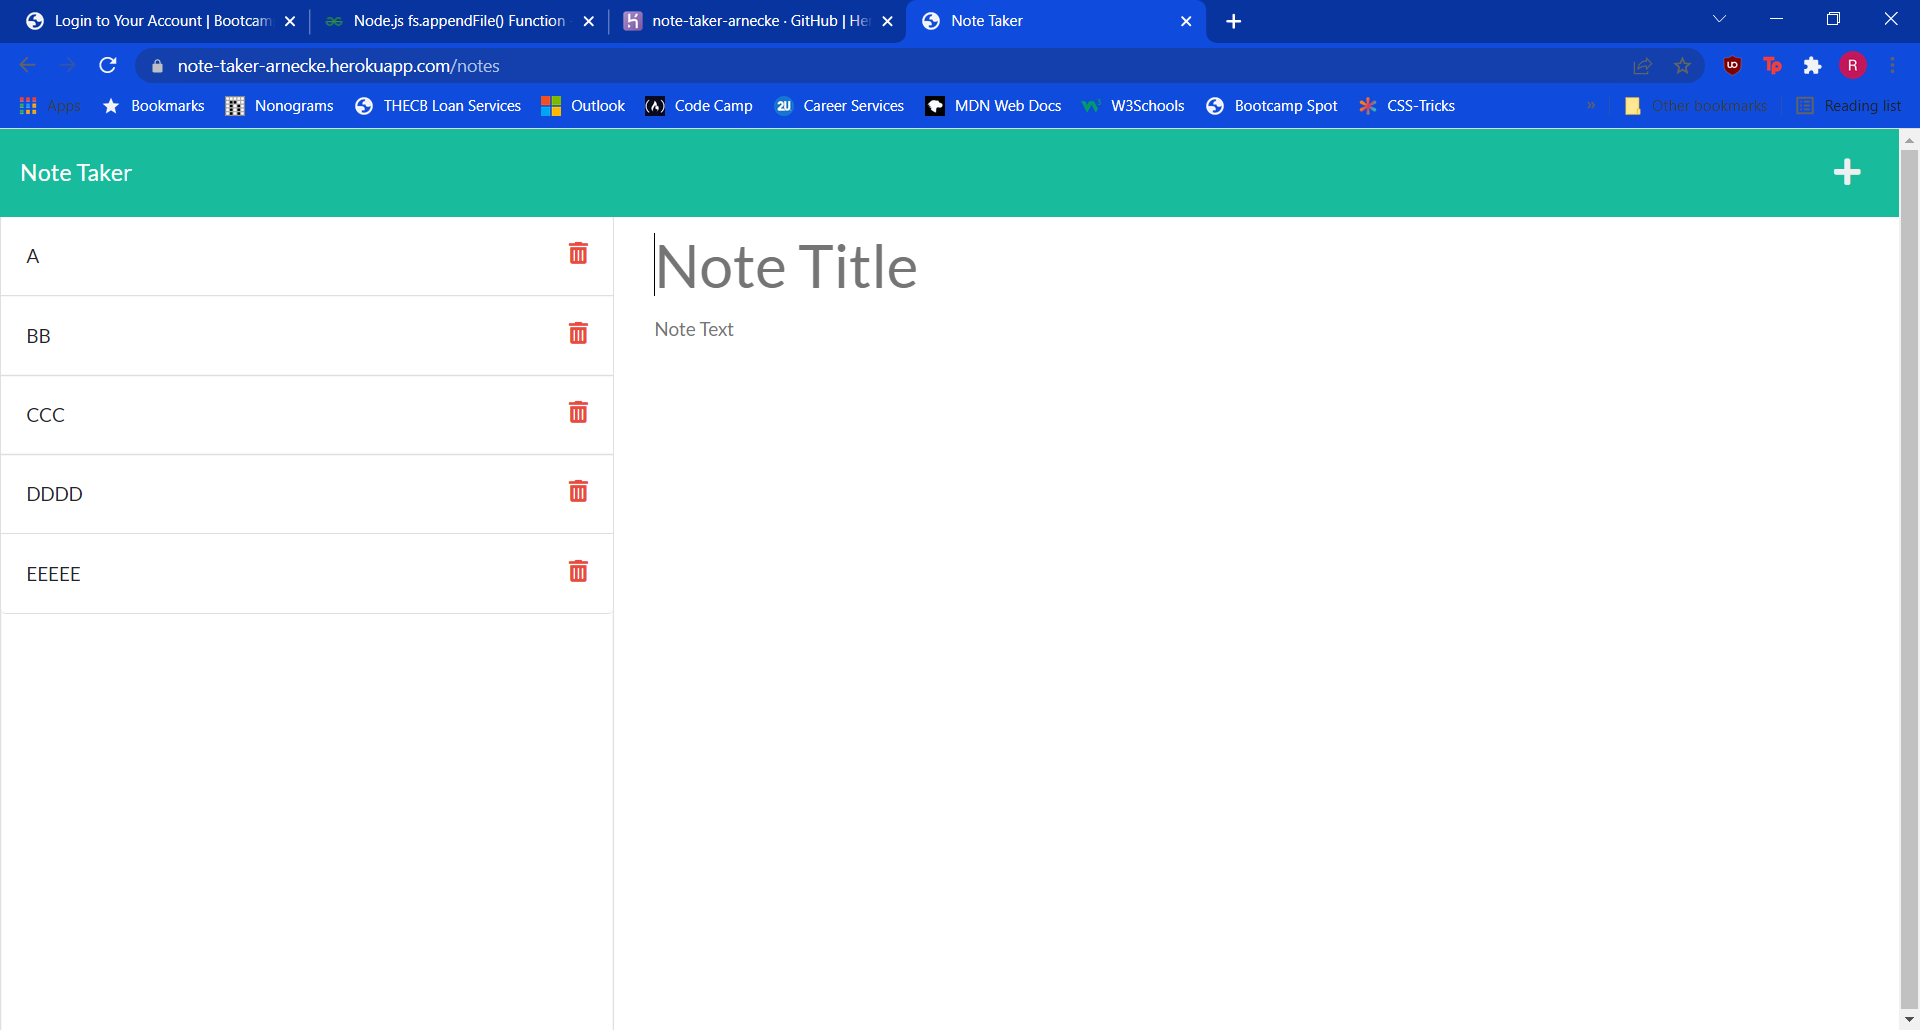 Login to Your Account | Bootcam
Node.js fs.appendFile() Function
note-taker-arnecke · GitHub | He
Note Taker
note-taker-arnecke.herokuapp.com/notes
R
Apps
Bookmarks
Nonograms
THECB Loan Services
Outlook
Code Camp
2U Career Services
MDN Web Docs
W3Schools
Bootcamp Spot
CSS-Tricks
»
Other bookmarks
Reading list
Note Taker
A
BB
CCC
DDDD
EEEEE
Note Title
Note Text